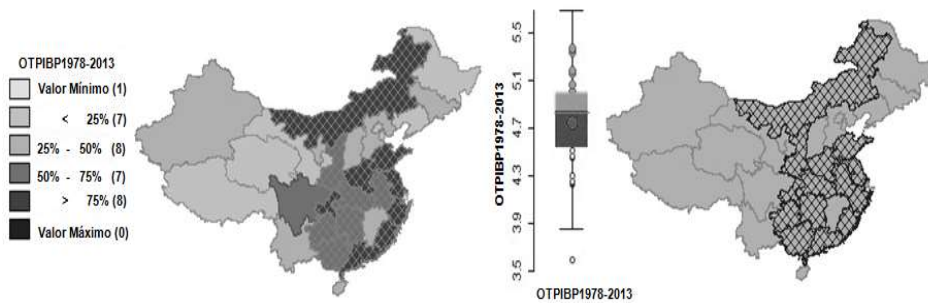 OTPIBP1978-2013
Valor Mínimo (1)
< 25% (7)
25% - 50% (8)
50% - 75% (7)
> 75% (8)
Valor Máximo (0)
OTPIBP1978-2013
5.5
5.1
4.7
4.3
3.9
3.5
OTPIBP1978-2013